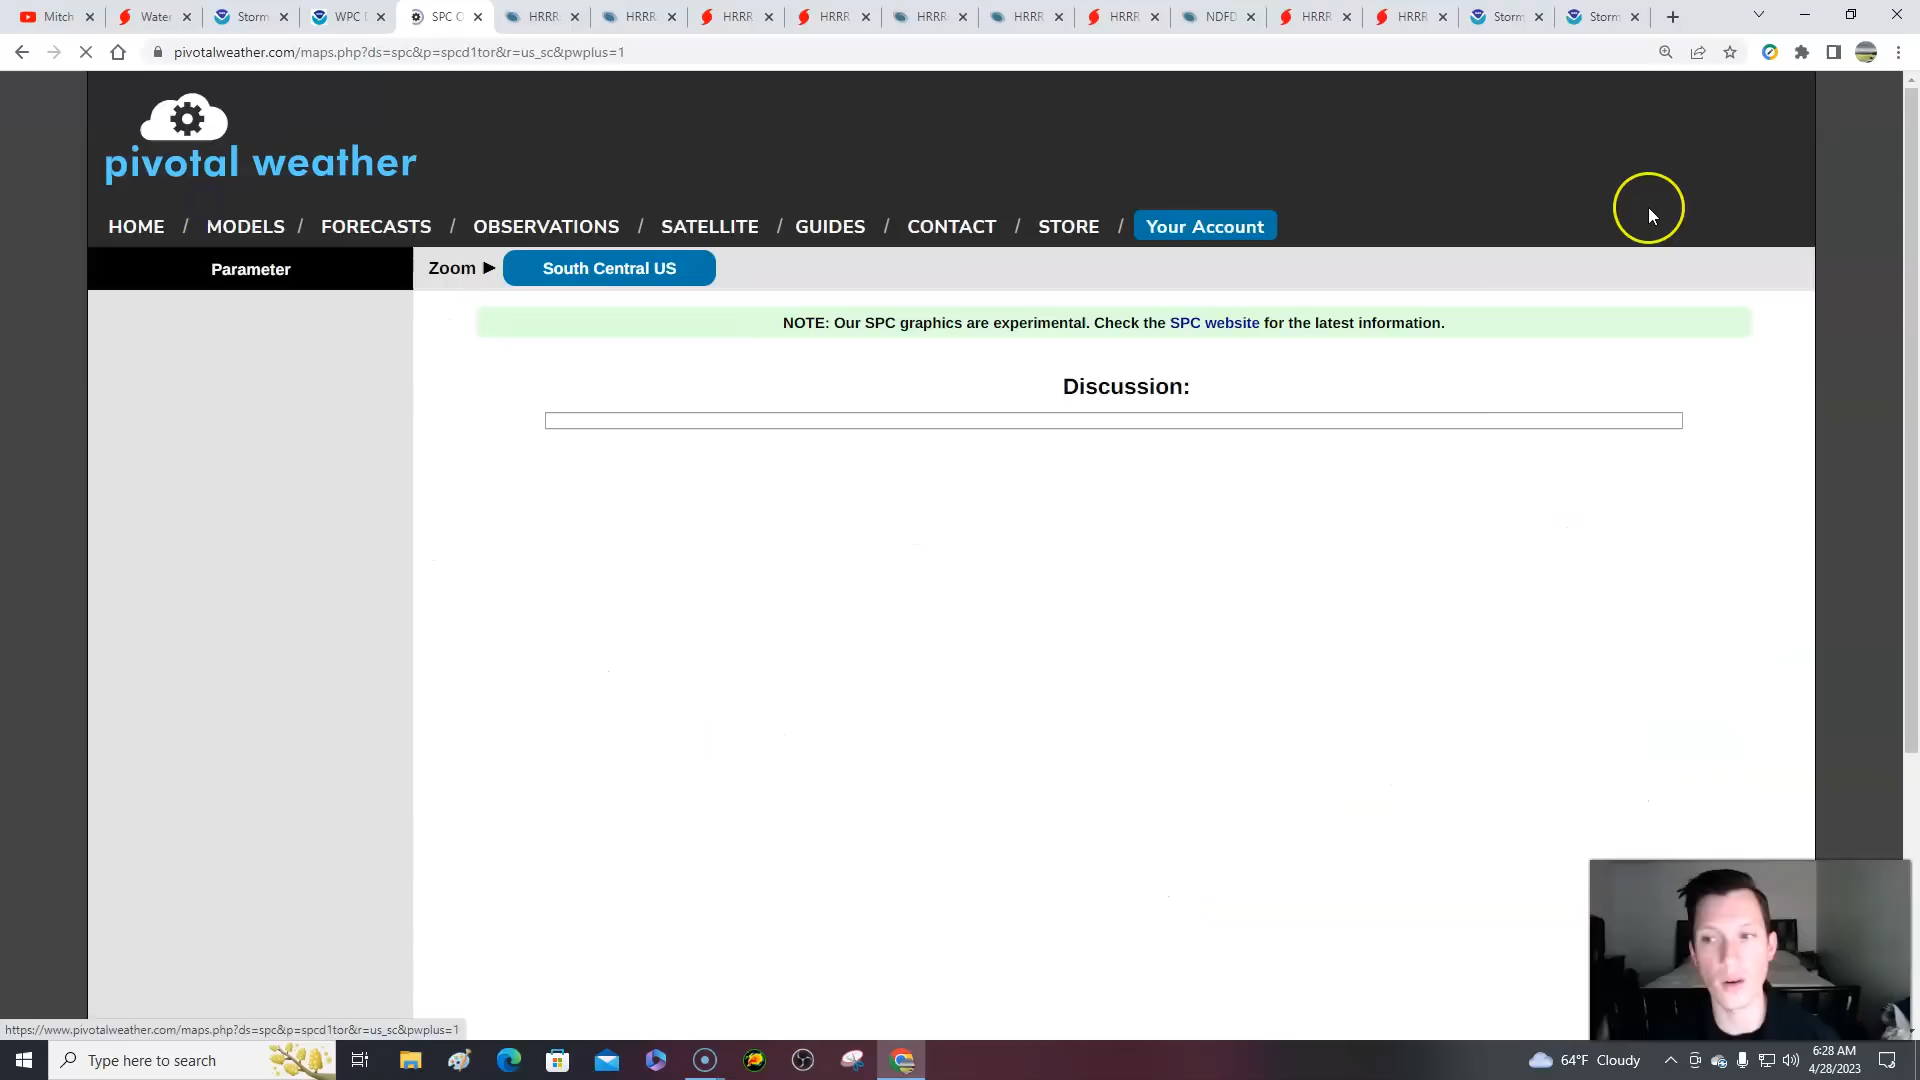 Mitch
Water
Storm
WPC D
SPC O
HRRR
HRRR
HRRR
HRRR
HRRR
HRRR
HRRR
NDFD
HRRR
HRRR
Storm
Storm
pivotalweather.com/maps.php?ds=spc&p=spcd1tor&r=us_sc&pwplus=1
pivotal weather
HOME / MODELS / FORECASTS / OBSERVATIONS / SATELLITE / GUIDES / CONTACT / STORE / Your Account
Parameter
Zoom ► South Central US
NOTE: Our SPC graphics are experimental. Check the SPC website for the latest information.
Discussion:
https://www.pivotalweather.com/maps.php?ds=spc&p=spcd1tor&r=us_sc&pwplus=1
Type here to search
64°F Cloudy
6:28 AM
4/28/2023